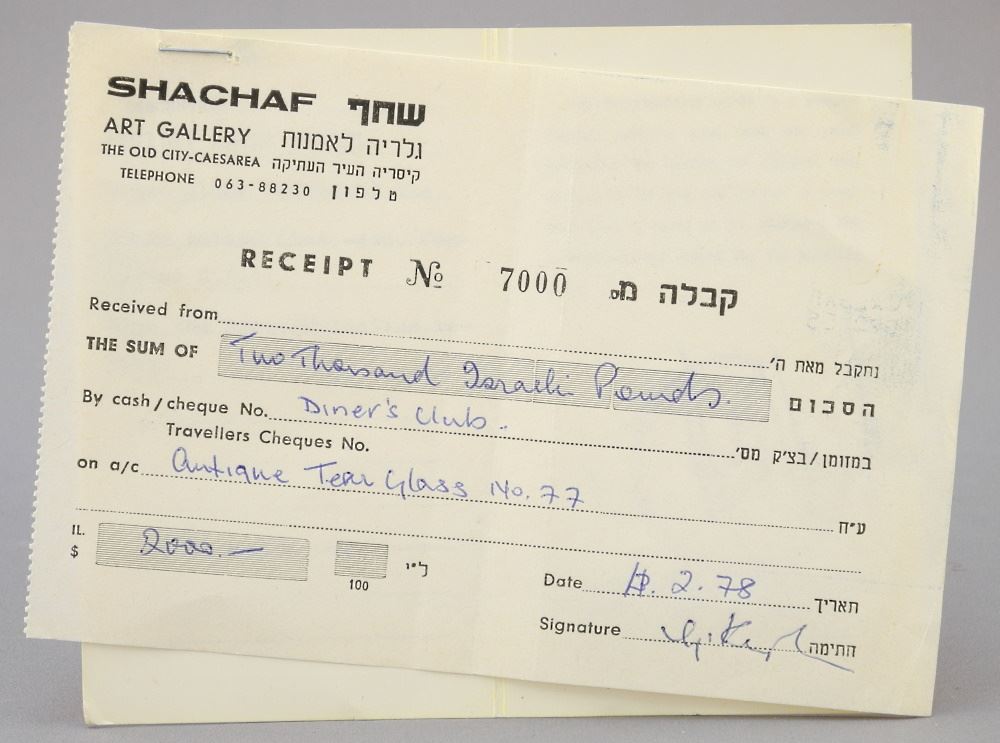 SHACHAF שחף
ART GALLERY גלריה לאמנות
THE OLD CITY-CAESAREA קיסריה העיר העתיקה
TELEPHONE 063-88230 טלפון
RECEIPT № 7000 קבלה מס.
Received from נתקבל מאת ה'
THE SUM OF Two Thousand Israeli Pounds. הסכום
By cash/cheque No. Diner's Club. במזומן/בצ'ק מס'
Travellers Cheques No.
on a/c Antique Tear Glass No. 77 ע"ח
IL. 2000.— ל"י
$ 100
Date 2.78 תאריך
Signature חתימה